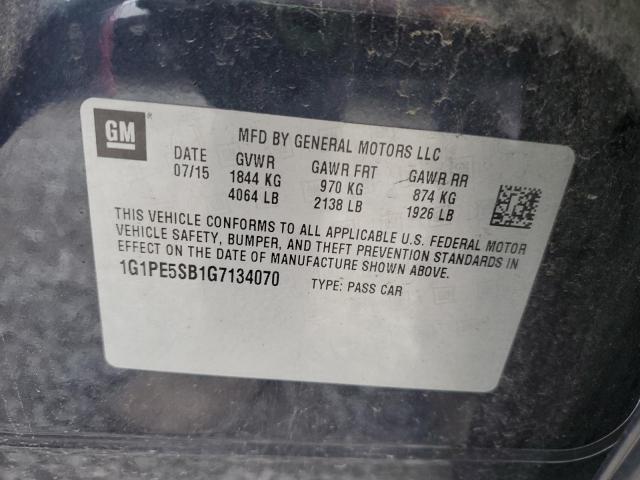 GM®
MFD BY GENERAL MOTORS LLC
DATE GVWR GAWR FRT GAWR RR
07/15 1844 KG 970 KG 874 KG
4064 LB 2138 LB 1926 LB
THIS VEHICLE CONFORMS TO ALL APPLICABLE U.S. FEDERAL MOTOR
VEHICLE SAFETY, BUMPER, AND THEFT PREVENTION STANDARDS IN
EFFECT ON THE DATE OF MANUFACTURE SHOWN ABOVE.
1G1PE5SB1G7134070 TYPE: PASS CAR